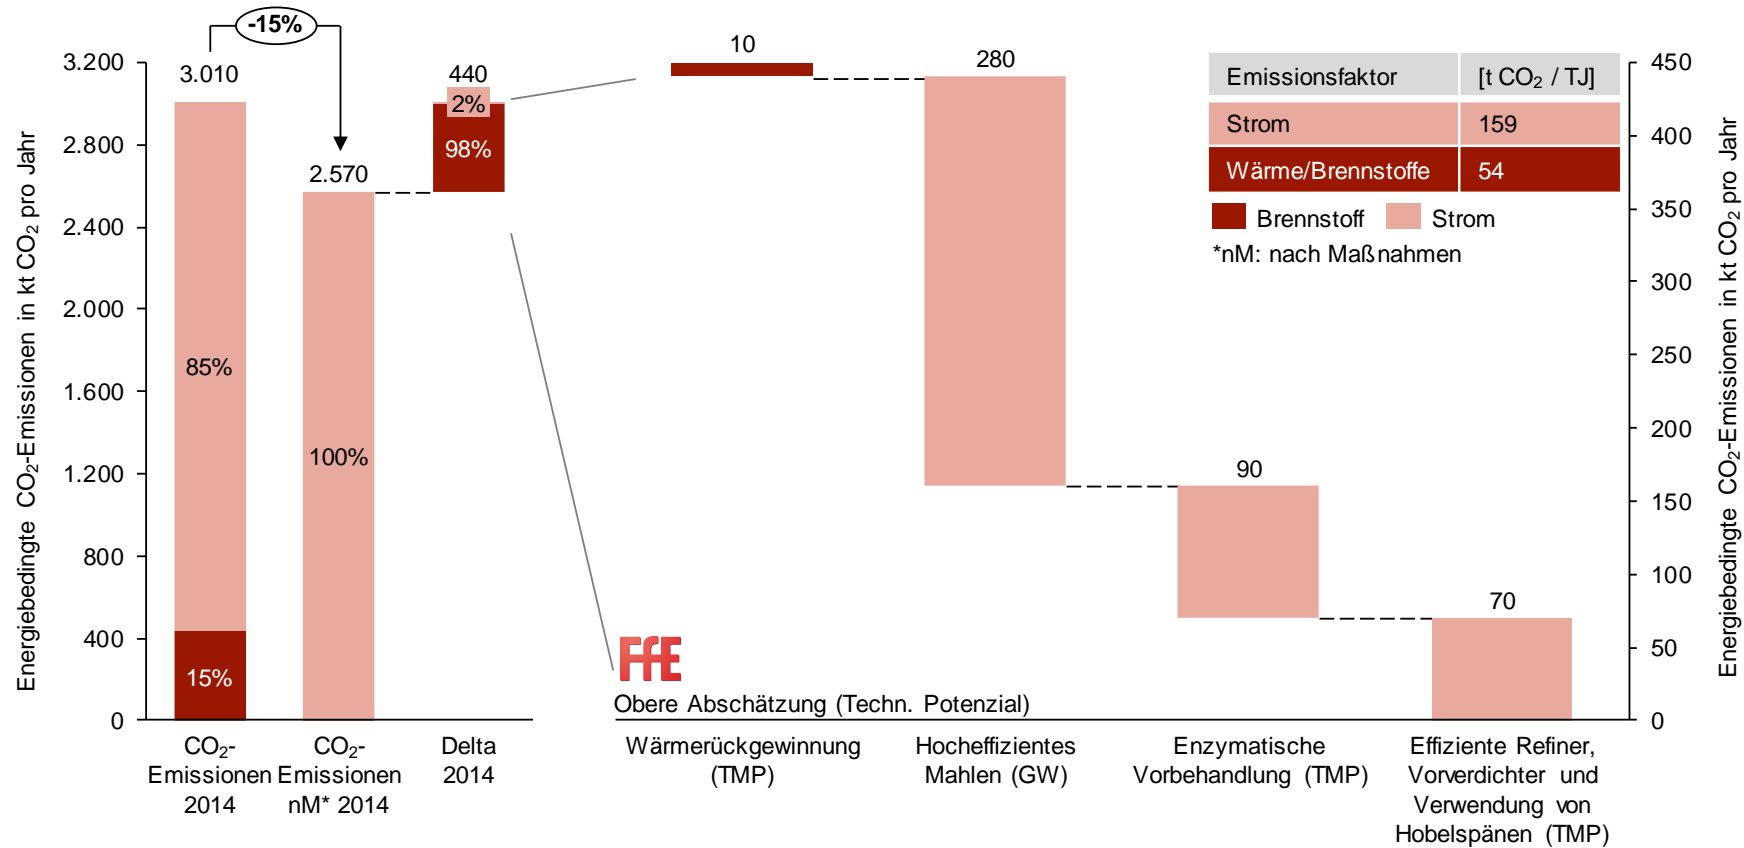 -15%
Energiebedingte CO₂-Emissionen in kt CO₂ pro Jahr
3.200
2.800
2.400
2.000
1.600
1.200
800
400
0
3.010
85%
15%
2.570
100%
440
2%
98%
CO₂-
Emissionen
2014
CO₂-
Emissionen
nM* 2014
Delta
2014
10
280
90
70
FfE
Obere Abschätzung (Techn. Potenzial)
Wärmerückgewinnung
(TMP)
Hocheffizientes
Mahlen (GW)
Enzymatische
Vorbehandlung (TMP)
Effiziente Refiner,
Vorverdichter und
Verwendung von
Hobelspänen (TMP)
Emissionsfaktor [t CO₂ / TJ]
Strom 159
Wärme/Brennstoffe 54
Brennstoff Strom
*nM: nach Maßnahmen
450
400
350
300
250
200
150
100
50
0
Energiebedingte CO₂-Emissionen in kt CO₂ pro Jahr